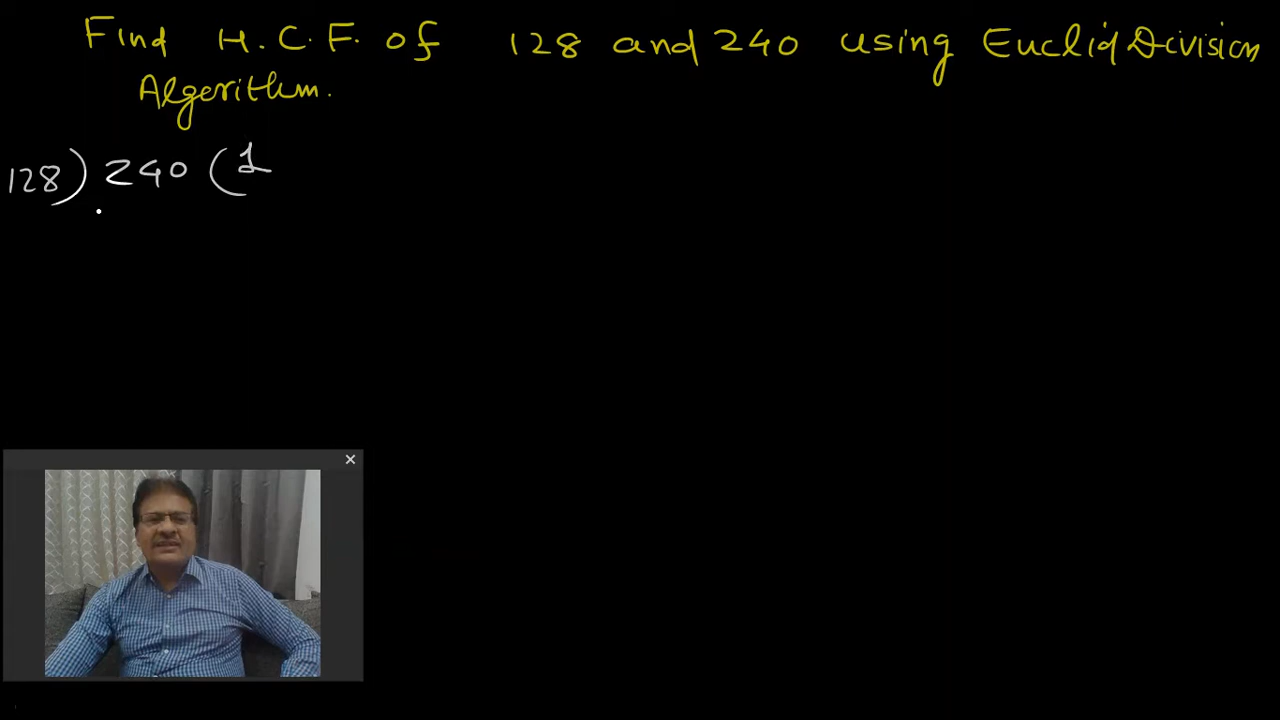 Find H.C.F. of 128 and 240 using Euclid Division
Algorithm.
128) 240 (1